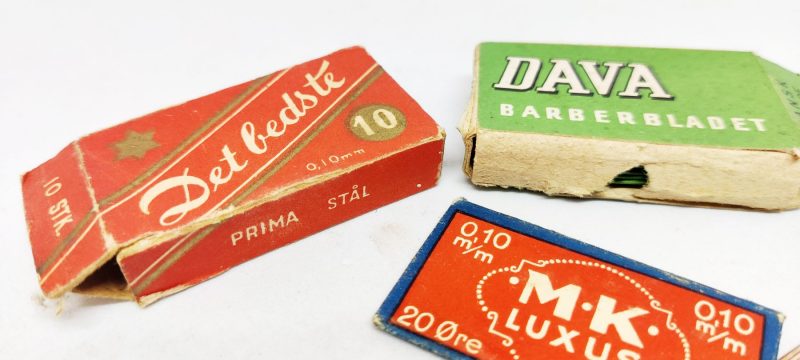 10 STK.
Det bedste
10
0,10 mm
PRIMA STÅL
DAVA
BARBERBLADET
0,10 m/m
M.K.
LUXUS
0,10 m/m
20 Øre